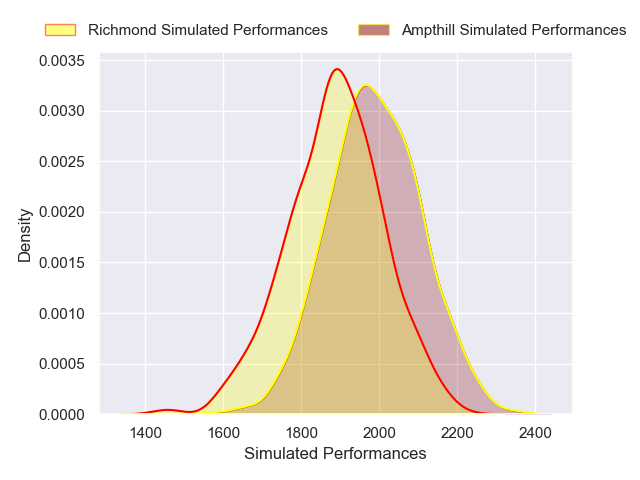 Richmond Simulated Performances Ampthill Simulated Performances
0.0035
0.0030
0.0025
0.0020
0.0015
0.0010
0.0005
0.0000
Density
1400 1600 1800 2000 2200 2400
Simulated Performances